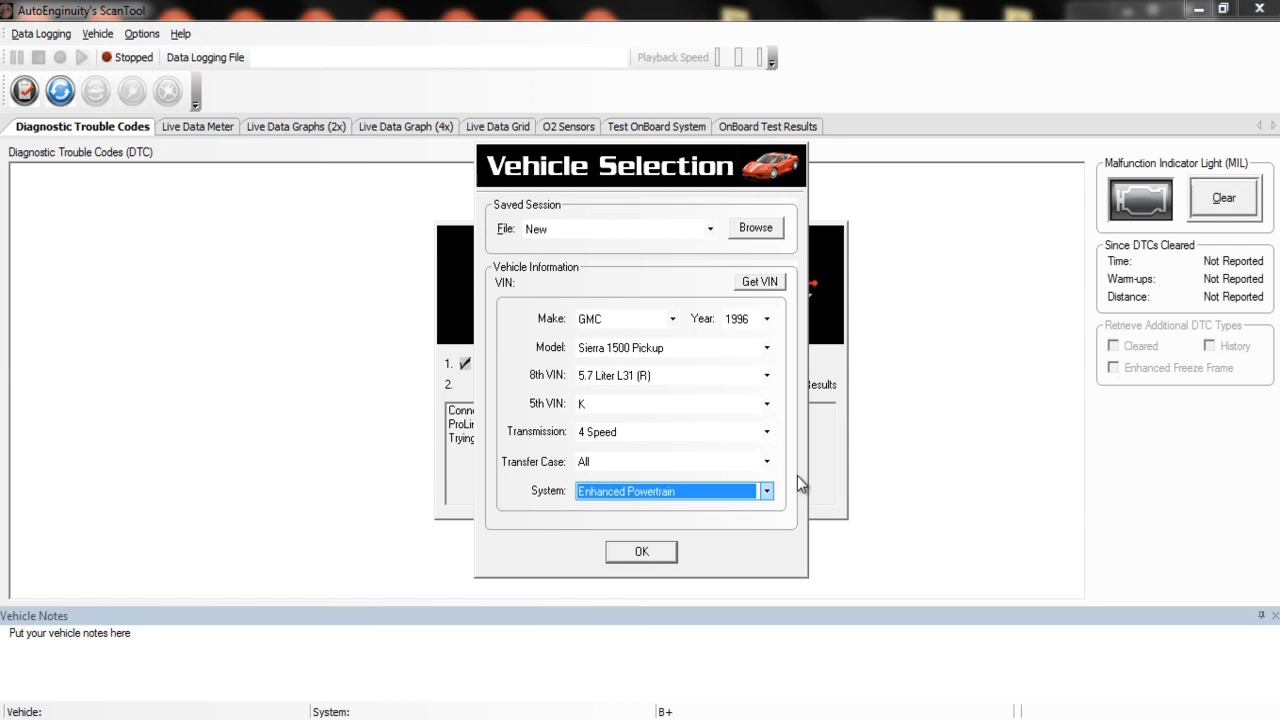 AutoEnginuity's ScanTool
Data Logging Vehicle Options Help
Stopped Data Logging File Playback Speed
Diagnostic Trouble Codes Live Data Meter Live Data Graphs (2x) Live Data Graph (4x) Live Data Grid O2 Sensors Test OnBoard System OnBoard Test Results
Diagnostic Trouble Codes (DTC)
Vehicle Selection
Saved Session
File: New Browse
Vehicle Information
VIN: Get VIN
Make: GMC Year: 1996
Model: Sierra 1500 Pickup
8th VIN: 5.7 Liter L31 (R)
5th VIN: K
Transmission: 4 Speed
Transfer Case: All
System: Enhanced Powertrain
OK
1.
2.
Conne
ProLin
Trying
Results
Malfunction Indicator Light (MIL)
Clear
Since DTCs Cleared
Time: Not Reported
Warm-ups: Not Reported
Distance: Not Reported
Retrieve Additional DTC Types
Cleared History
Enhanced Freeze Frame
Vehicle Notes
Put your vehicle notes here
Vehicle: System: B+